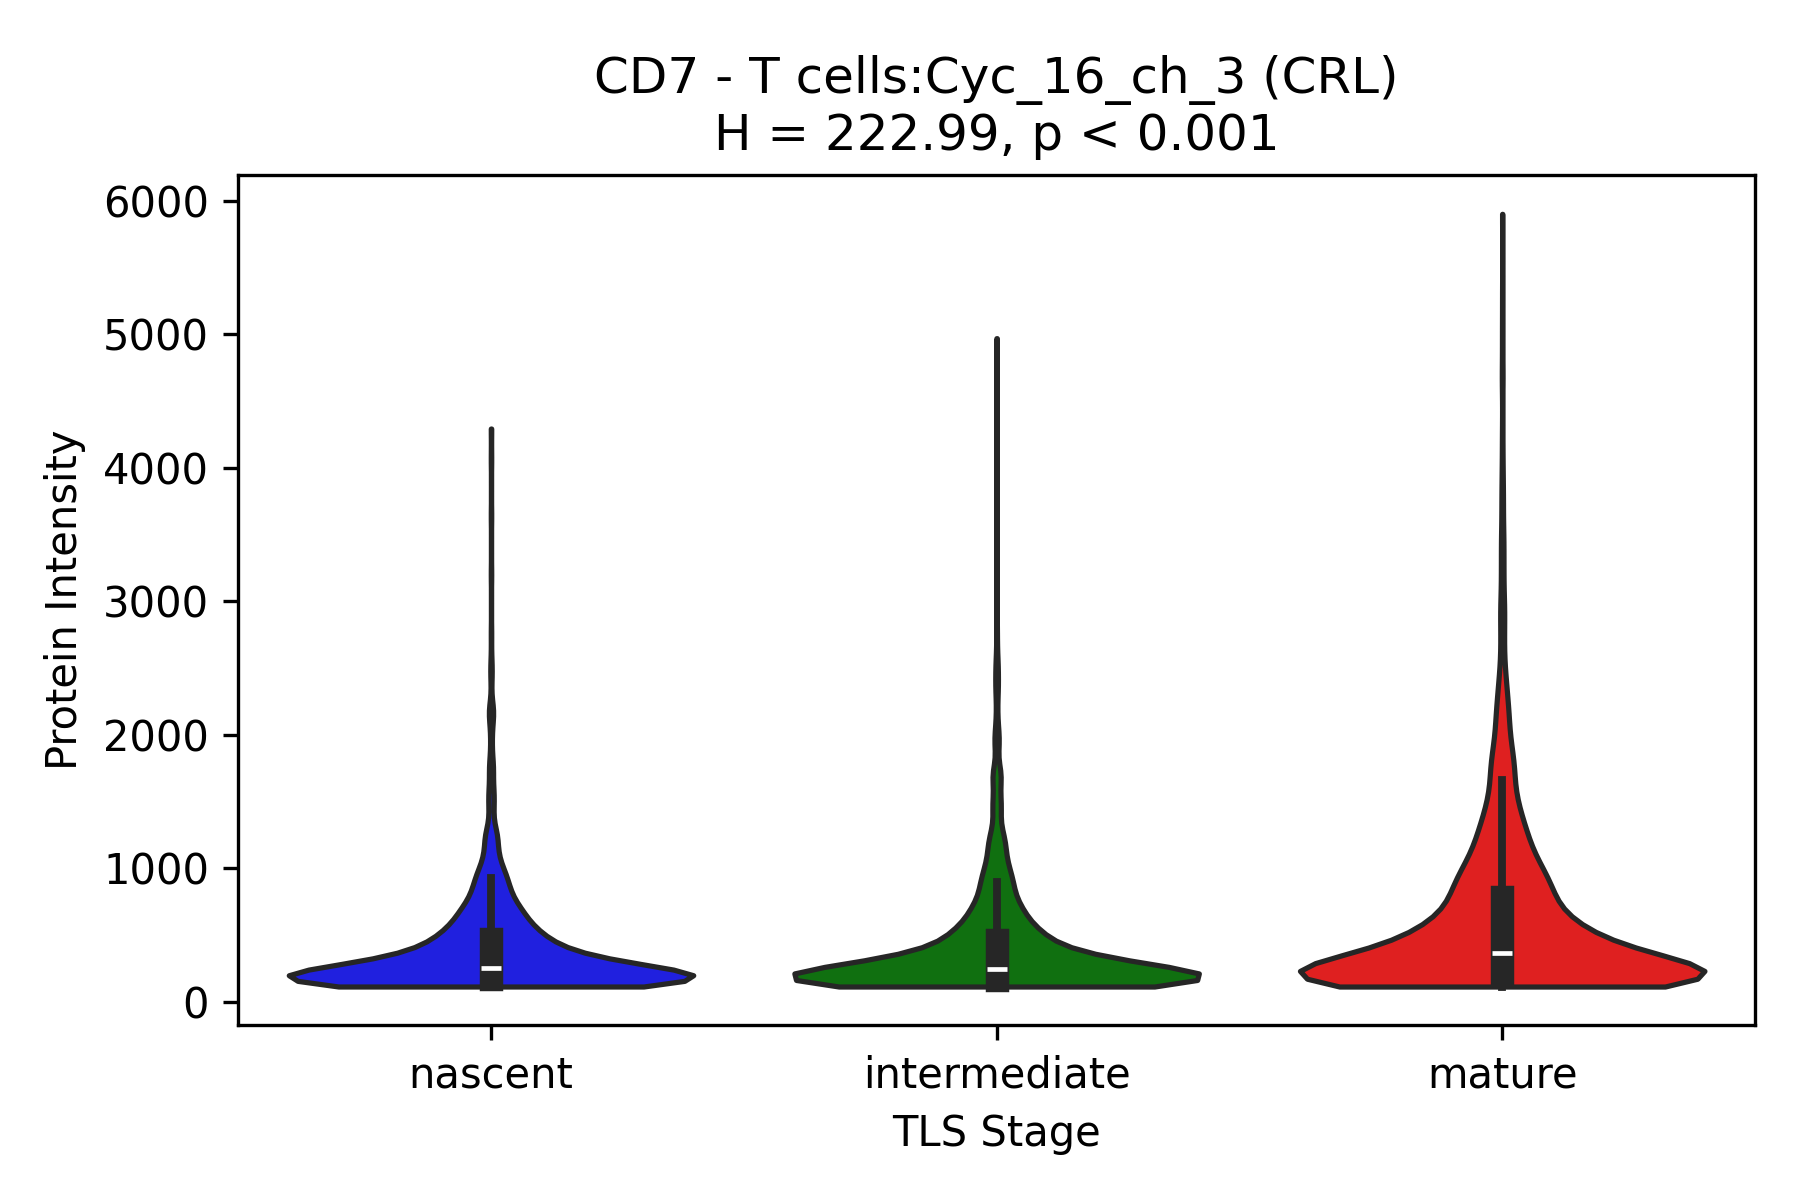 CD7 - T cells:Cyc_16_ch_3 (CRL)
H = 222.99, p < 0.001
6000
5000
4000
3000
2000
1000
0
Protein Intensity
nascent intermediate mature
TLS Stage